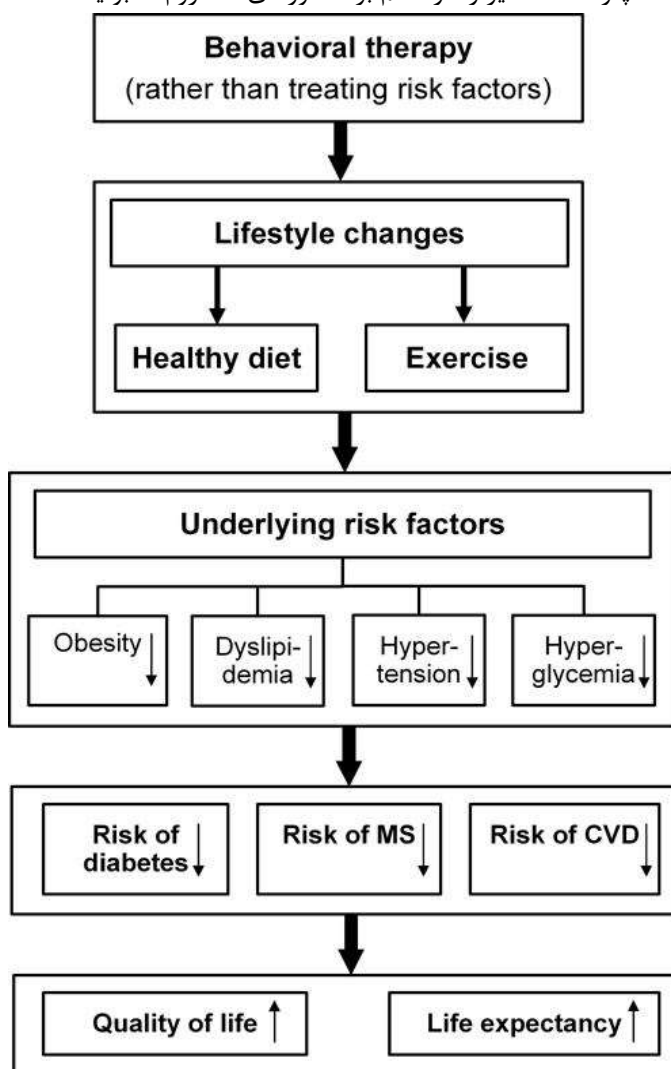 Behavioral therapy
(rather than treating risk factors)
Lifestyle changes
Healthy diet
Exercise
Underlying risk factors
Obesity
Dyslipi-
demia
Hyper-
tension
Hyper-
glycemia
Risk of
diabetes
Risk of MS
Risk of CVD
Quality of life
Life expectancy